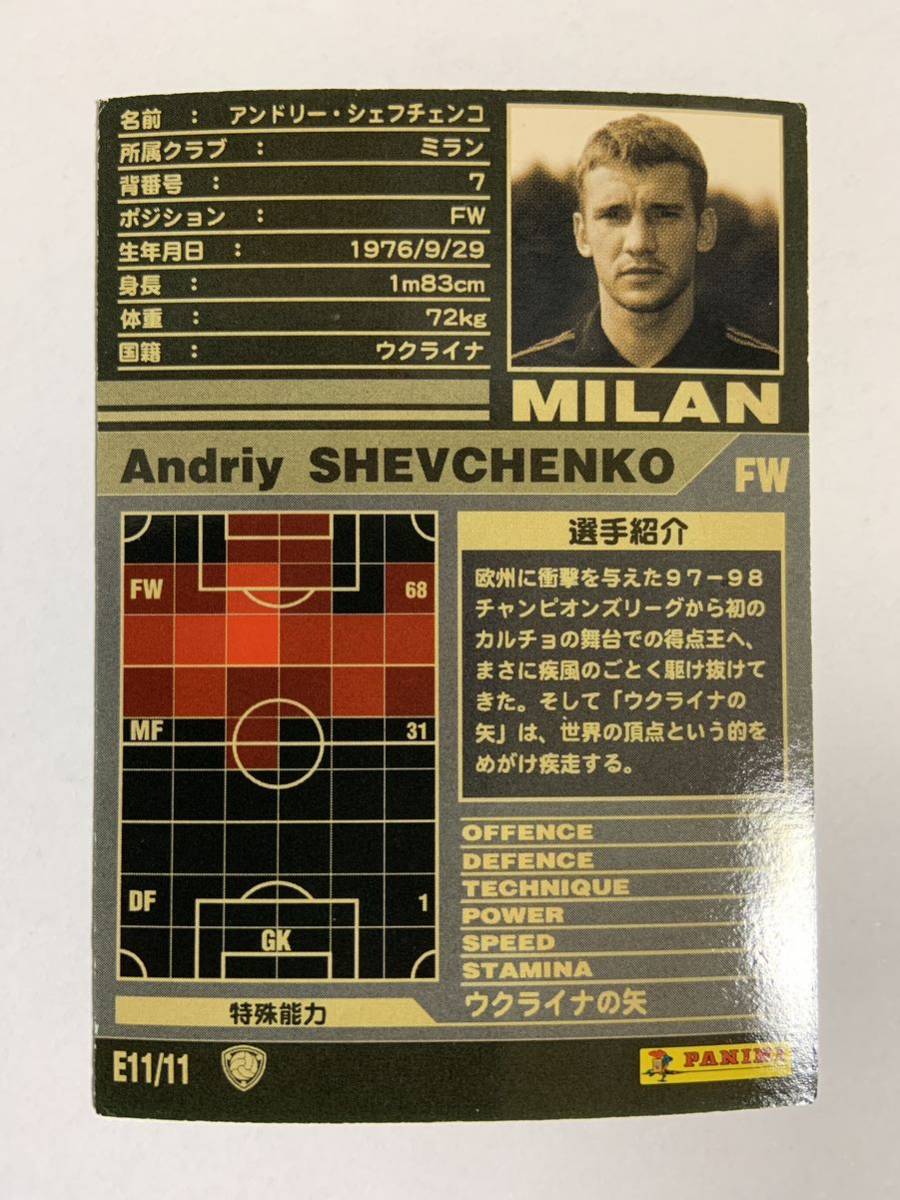 名前 : アンドリー・シェフチェンコ
所属クラブ : ミラン
背番号 : 7
ポジション : FW
生年月日 : 1976/9/29
身長 : 1m83cm
体重 : 72kg
国籍 : ウクライナ
MILAN
Andriy SHEVCHENKO
FW
FW 68
MF 31
DF 1
GK
選手紹介
欧州に衝撃を与えた97-98
チャンピオンズリーグから初の
カルチョの舞台での得点王へ、
まさに疾風のごとく駆け抜けて
きた。そして「ウクライナの
矢」は、世界の頂点という的を
めがけ疾走する。
OFFENCE
DEFENCE
TECHNIQUE
POWER
SPEED
STAMINA
特殊能力
ウクライナの矢
E11/11
PANINI